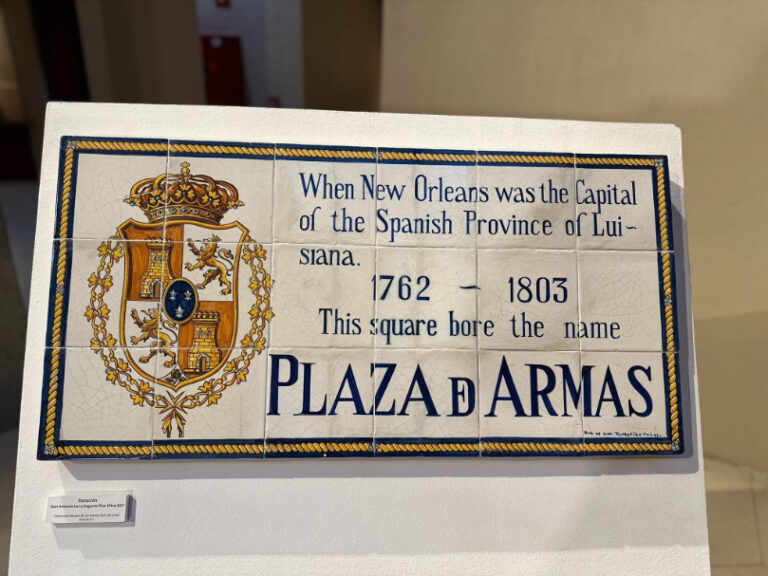 When New Orleans was the Capital
of the Spanish Province of Lui~
siana.
1762 ~ 1803
This square bore the name
PLAZA D ARMAS
Donación